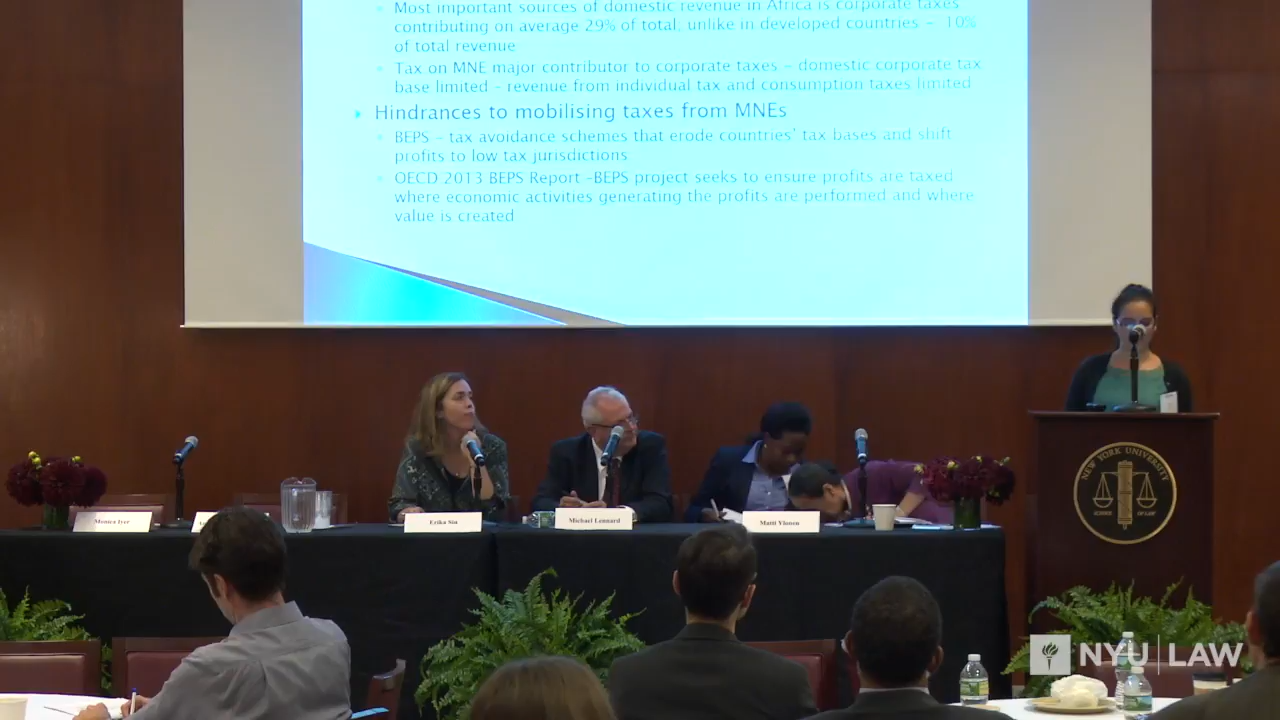 Most important sources of domestic revenue in Africa is corporate taxes
contributing on average 29% of total, unlike in developed countries – 10%
of total revenue
Tax on MNE major contributor to corporate taxes – domestic corporate tax
base limited – revenue from individual tax and consumption taxes limited
Hindrances to mobilising taxes from MNEs
BEPS – tax avoidance schemes that erode countries' tax bases and shift
profits to low tax jurisdictions
OECD 2013 BEPS Report –BEPS project seeks to ensure profits are taxed
where economic activities generating the profits are performed and where
value is created
Monica Iyer
Erika Siu
Michael Lennard
Matti Ylonen
NEW YORK UNIVERSITY
SCHOOL OF LAW
NYU LAW